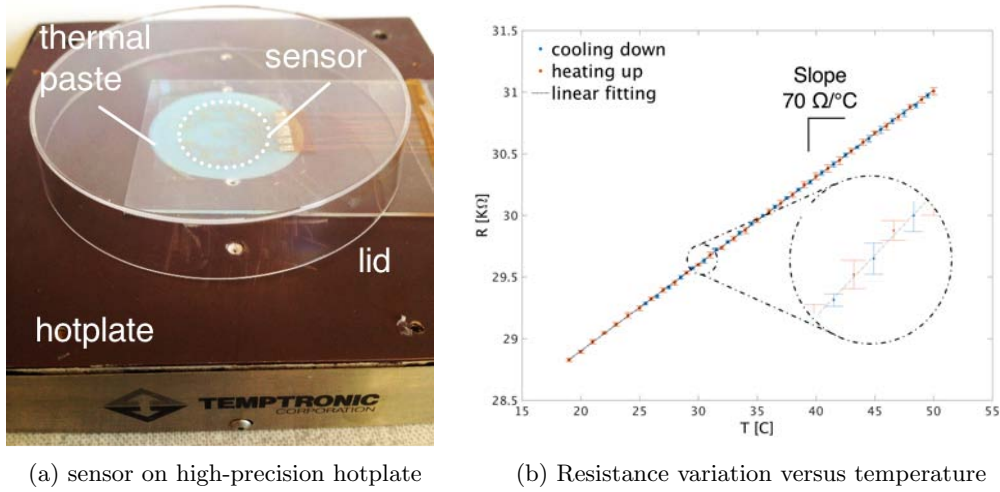 thermal
paste
sensor
lid
hotplate
TEMPTRONIC
CORPORATION
(a) sensor on high-precision hotplate
31.5
31
30.5
30
29.5
29
28.5
R [KΩ]
cooling down
heating up
linear fitting
Slope
70 Ω/°C
15 20 25 30 35 40 45 50 55
T [C]
(b) Resistance variation versus temperature